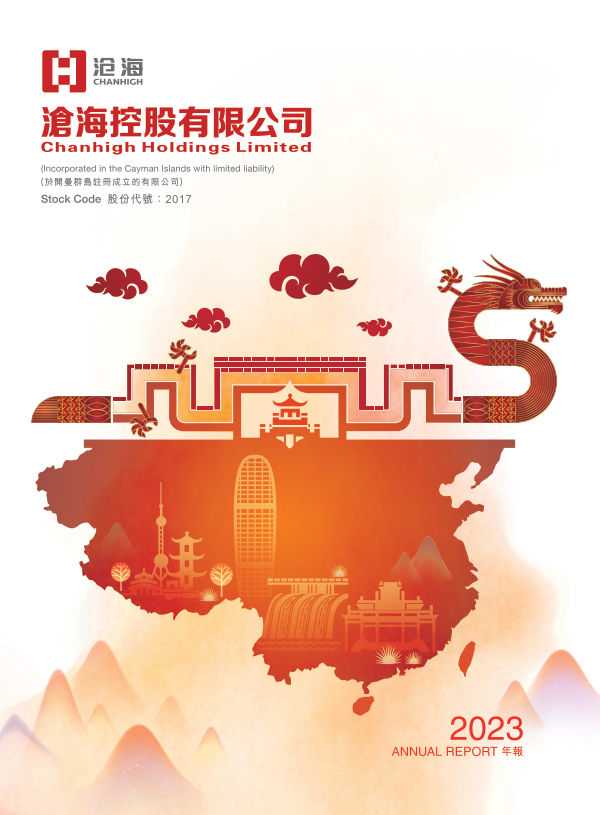 沧海
CHANHIGH
滄海控股有限公司
Chanhigh Holdings Limited
(Incorporated in the Cayman Islands with limited liability)
(於開曼群島註冊成立的有限公司)
Stock Code 股份代號：2017
2023
ANNUAL REPORT 年報